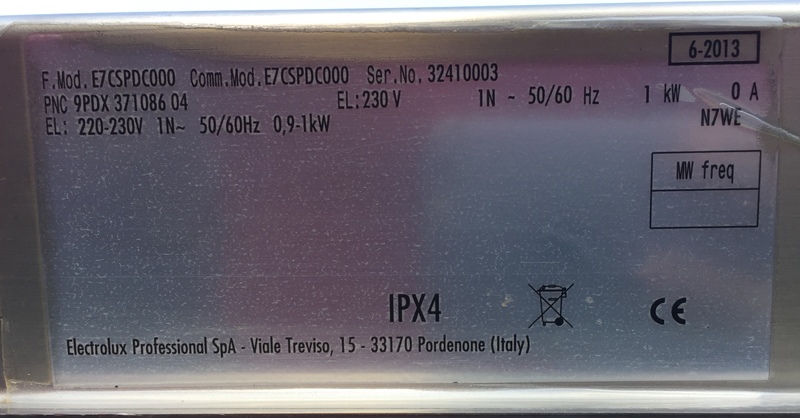 6-2013
F.Mod. E7CSPDC000 Comm.Mod.E7CSPDC000 Ser.No. 32410003
PNC 9PDX 371086 04 EL:230 V 1N ~ 50/60 Hz 1 kW 0 A
EL: 220-230V 1N~ 50/60Hz 0,9-1kW N7WE
MW freq
IPX4
CE
Electrolux Professional SpA - Viale Treviso, 15 - 33170 Pordenone (Italy)